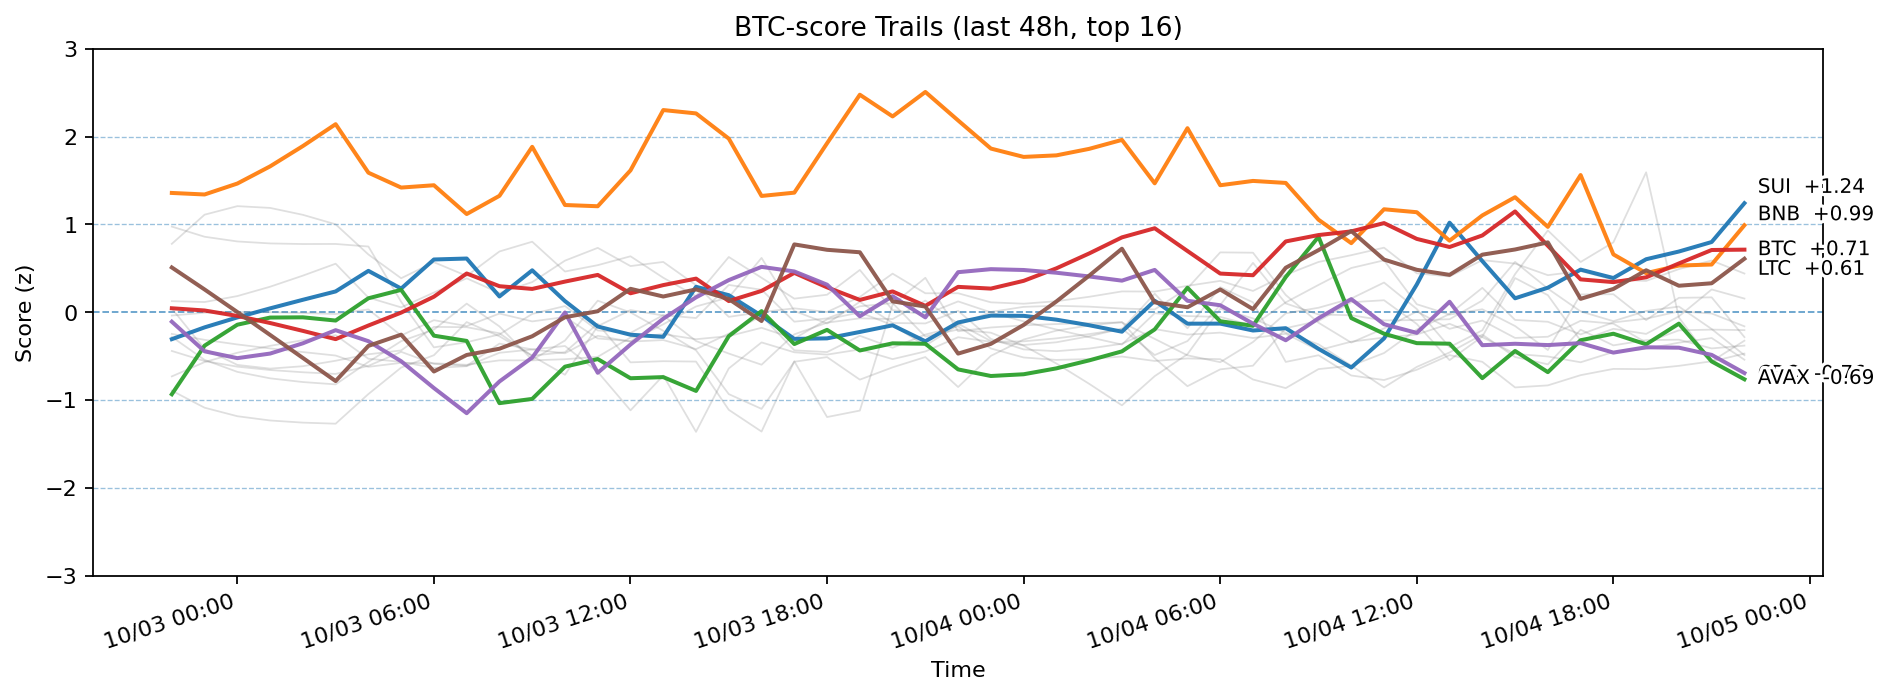 BTC-score Trails (last 48h, top 16)
Score (z)
3
2
1
0
−1
−2
−3
SUI +1.24
BNB +0.99
BTC +0.71
LTC +0.61
AVAX -0.69
10/03 00:00
10/03 06:00
10/03 12:00
10/03 18:00
10/04 00:00
10/04 06:00
10/04 12:00
10/04 18:00
10/05 00:00
Time